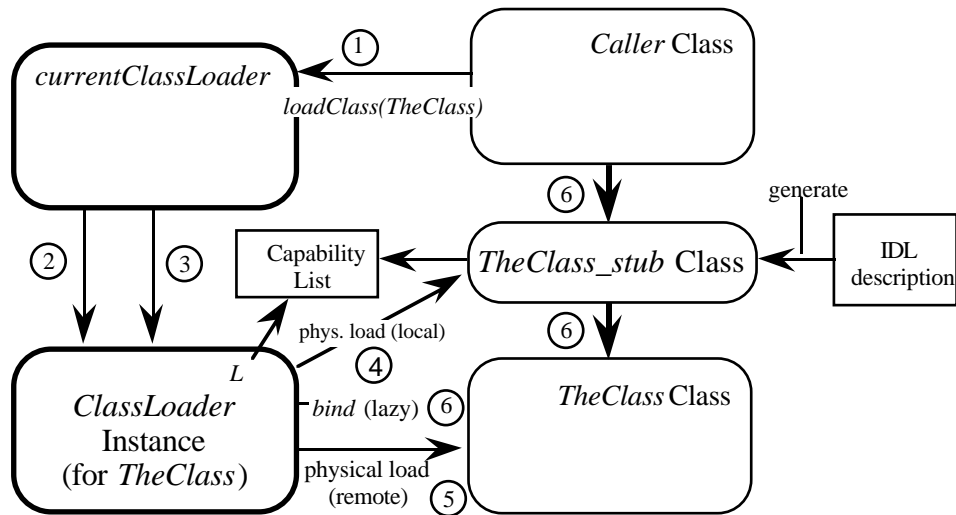 1
Caller Class
currentClassLoader
loadClass(TheClass)
6
generate
2
3
Capability
List
TheClass_stub Class
IDL
description
phys. load (local)
4
6
L
ClassLoader
Instance
(for TheClass)
bind (lazy)
6
TheClass Class
physical load
(remote)
5